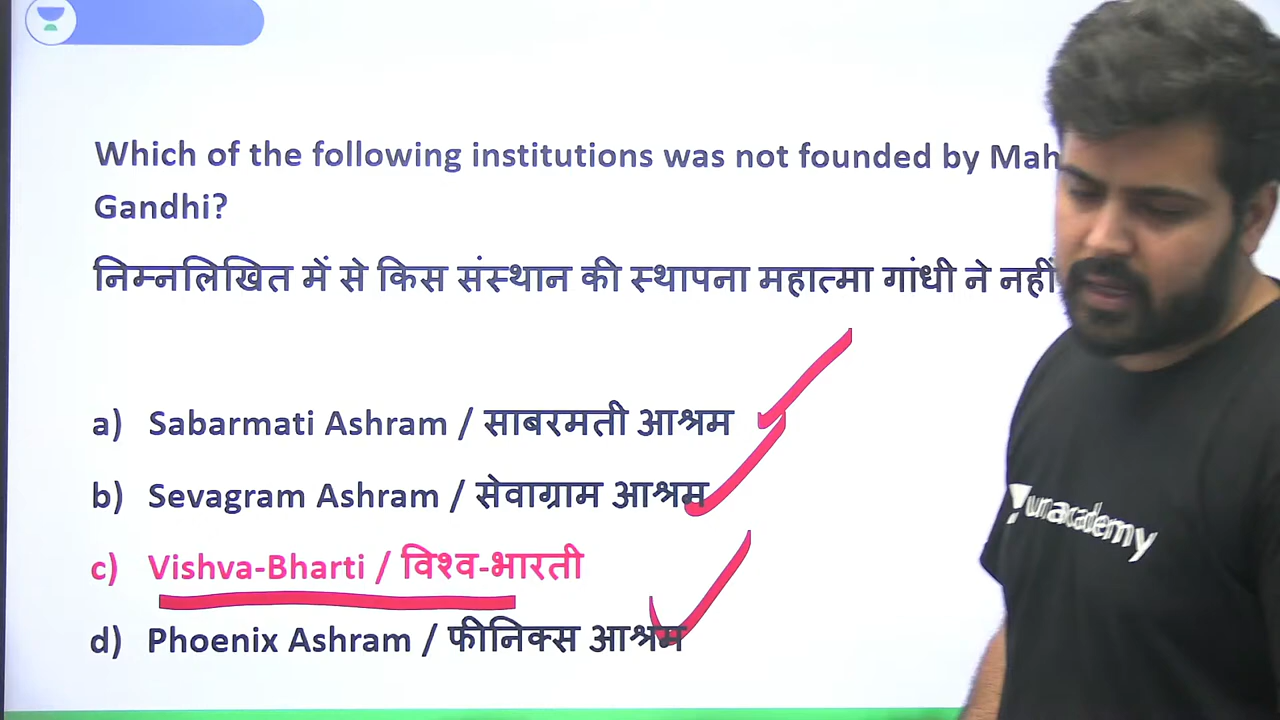 Which of the following institutions was not founded by Mah
Gandhi?
निम्नलिखित में से किस संस्थान की स्थापना महात्मा गांधी ने नहीं
a) Sabarmati Ashram / साबरमती आश्रम
b) Sevagram Ashram / सेवाग्राम आश्रम
c) Vishva-Bharti / विश्व-भारती
d) Phoenix Ashram / फीनिक्स आश्रम
unacademy